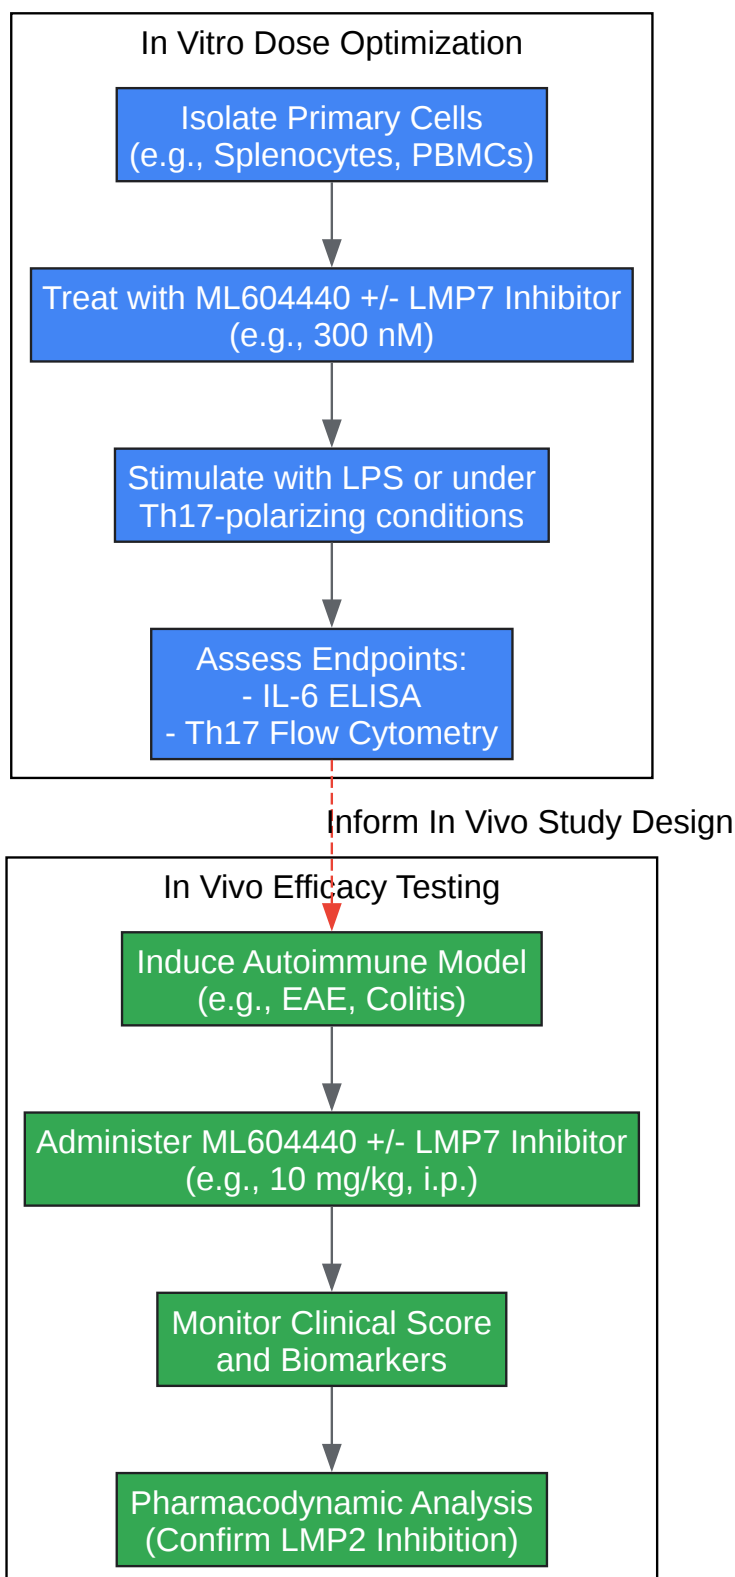 In Vitro Dose Optimization
Isolate Primary Cells
(e.g., Splenocytes, PBMCs)
Treat with ML604440 +/- LMP7 Inhibitor
(e.g., 300 nM)
Stimulate with LPS or under
Th17-polarizing conditions
Assess Endpoints:
- IL-6 ELISA
- Th17 Flow Cytometry
Inform In Vivo Study Design
In Vivo Efficacy Testing
Induce Autoimmune Model
(e.g., EAE, Colitis)
Administer ML604440 +/- LMP7 Inhibitor
(e.g., 10 mg/kg, i.p.)
Monitor Clinical Score
and Biomarkers
Pharmacodynamic Analysis
(Confirm LMP2 Inhibition)